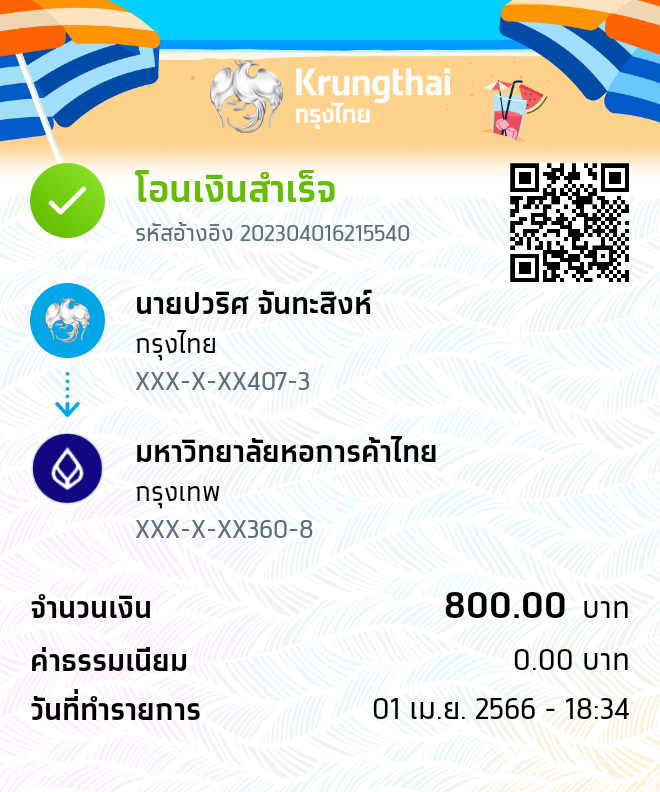 Krungthai
กรุงไทย
โอนเงินสำเร็จ
รหัสอ้างอิง 202304016215540
นายปวริศ จันทะสิงห์
กรุงไทย
XXX-X-XX407-3
มหาวิทยาลัยหอการค้าไทย
กรุงเทพ
XXX-X-XX360-8
จำนวนเงิน 800.00 บาท
ค่าธรรมเนียม 0.00 บาท
วันที่ทำรายการ 01 เม.ย. 2566 - 18:34